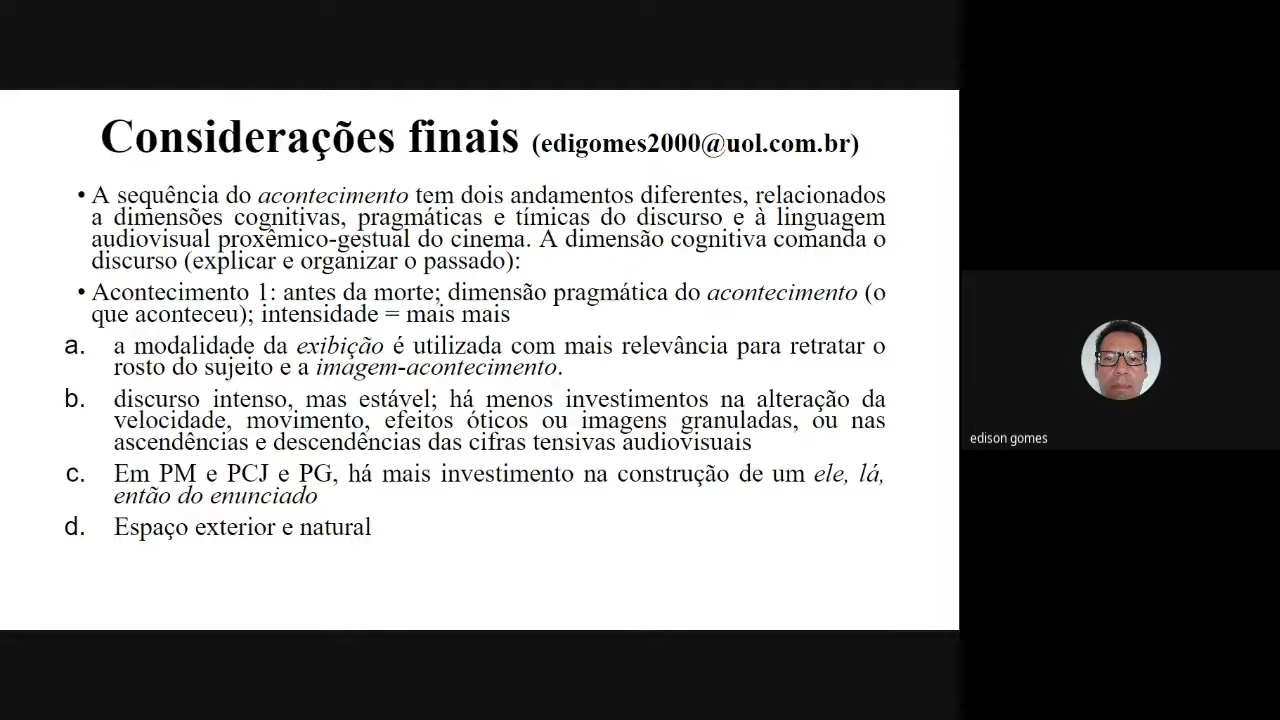 Considerações finais (edigomes2000@uol.com.br)
• A sequência do acontecimento tem dois andamentos diferentes, relacionados
a dimensões cognitivas, pragmáticas e tímicas do discurso e à linguagem
audiovisual proxêmico-gestual do cinema. A dimensão cognitiva comanda o
discurso (explicar e organizar o passado):
• Acontecimento 1: antes da morte; dimensão pragmática do acontecimento (o
que aconteceu); intensidade = mais mais
a. a modalidade da exibição é utilizada com mais relevância para retratar o
rosto do sujeito e a imagem-acontecimento.
b. discurso intenso, mas estável; há menos investimentos na alteração da
velocidade, movimento, efeitos óticos ou imagens granuladas, ou nas
ascendências e descendências das cifras tensivas audiovisuais
c. Em PM e PCJ e PG, há mais investimento na construção de um ele, lá,
então do enunciado
d. Espaço exterior e natural
edison gomes